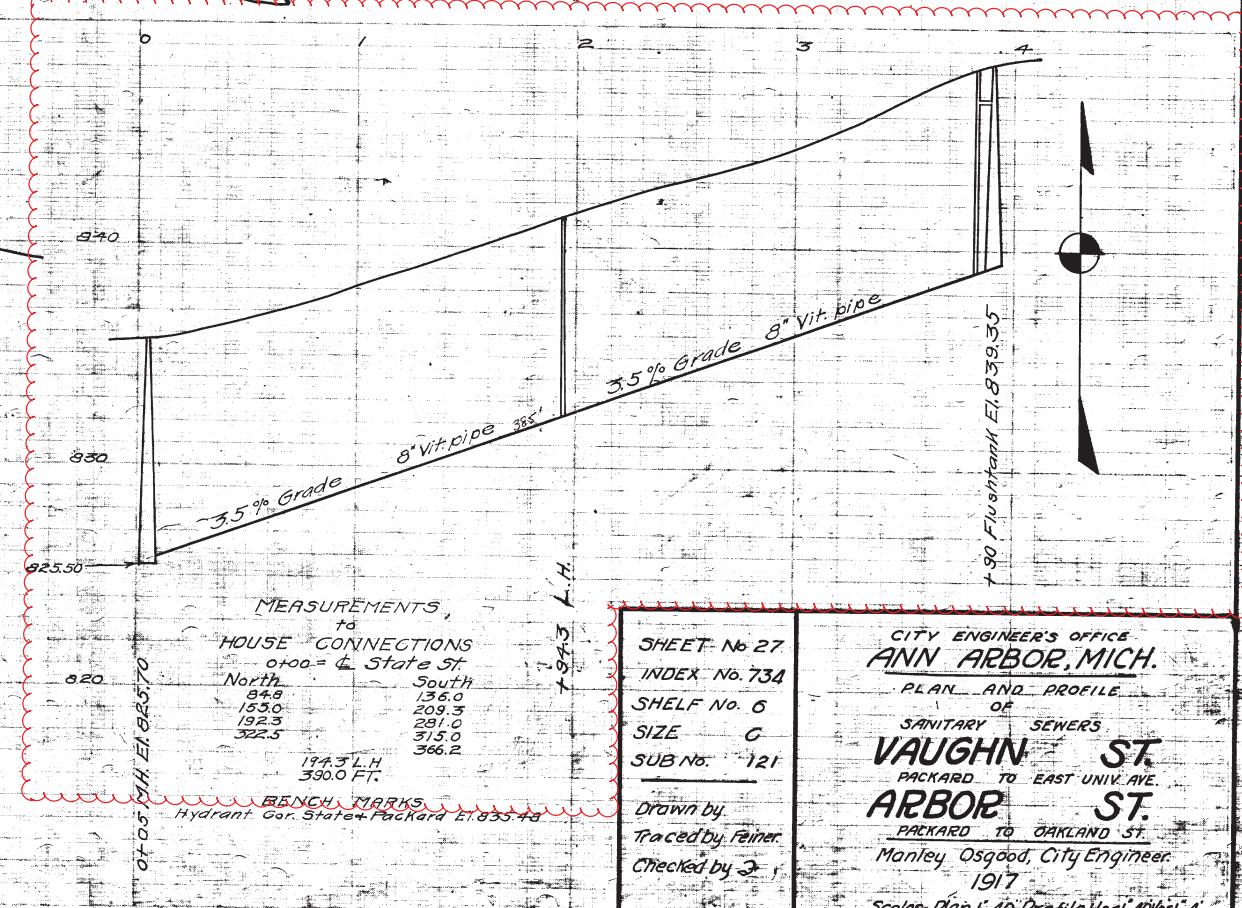 0 1 2 3 4
840
830
825.50
820
3.5% Grade
8" Vit. pipe
385'
3.5% Grade
8" Vit. pipe
0+05 M.H. El. 825.70
+94.3 L.H.
+90 Flushtank El. 839.35
MEASUREMENTS
to
HOUSE CONNECTIONS
0+00 = ℄ State St.
North South
84.8 136.0
155.0 209.3
192.3 281.0
322.5 315.0
366.2
194.3 L.H
390.0 F.T.
BENCH MARKS
Hydrant Cor. State & Packard El. 835.48
SHEET No 27
INDEX No. 734
SHELF No. 6
SIZE C
SUB No. 121
Drawn by
Traced by Feiner.
Checked by
CITY ENGINEER'S OFFICE
ANN ARBOR, MICH.
PLAN AND PROFILE
OF
SANITARY SEWERS
VAUGHN ST.
PACKARD TO EAST UNIV. AVE.
ARBOR ST.
PACKARD TO OAKLAND ST.
Manley Osgood, City Engineer.
1917